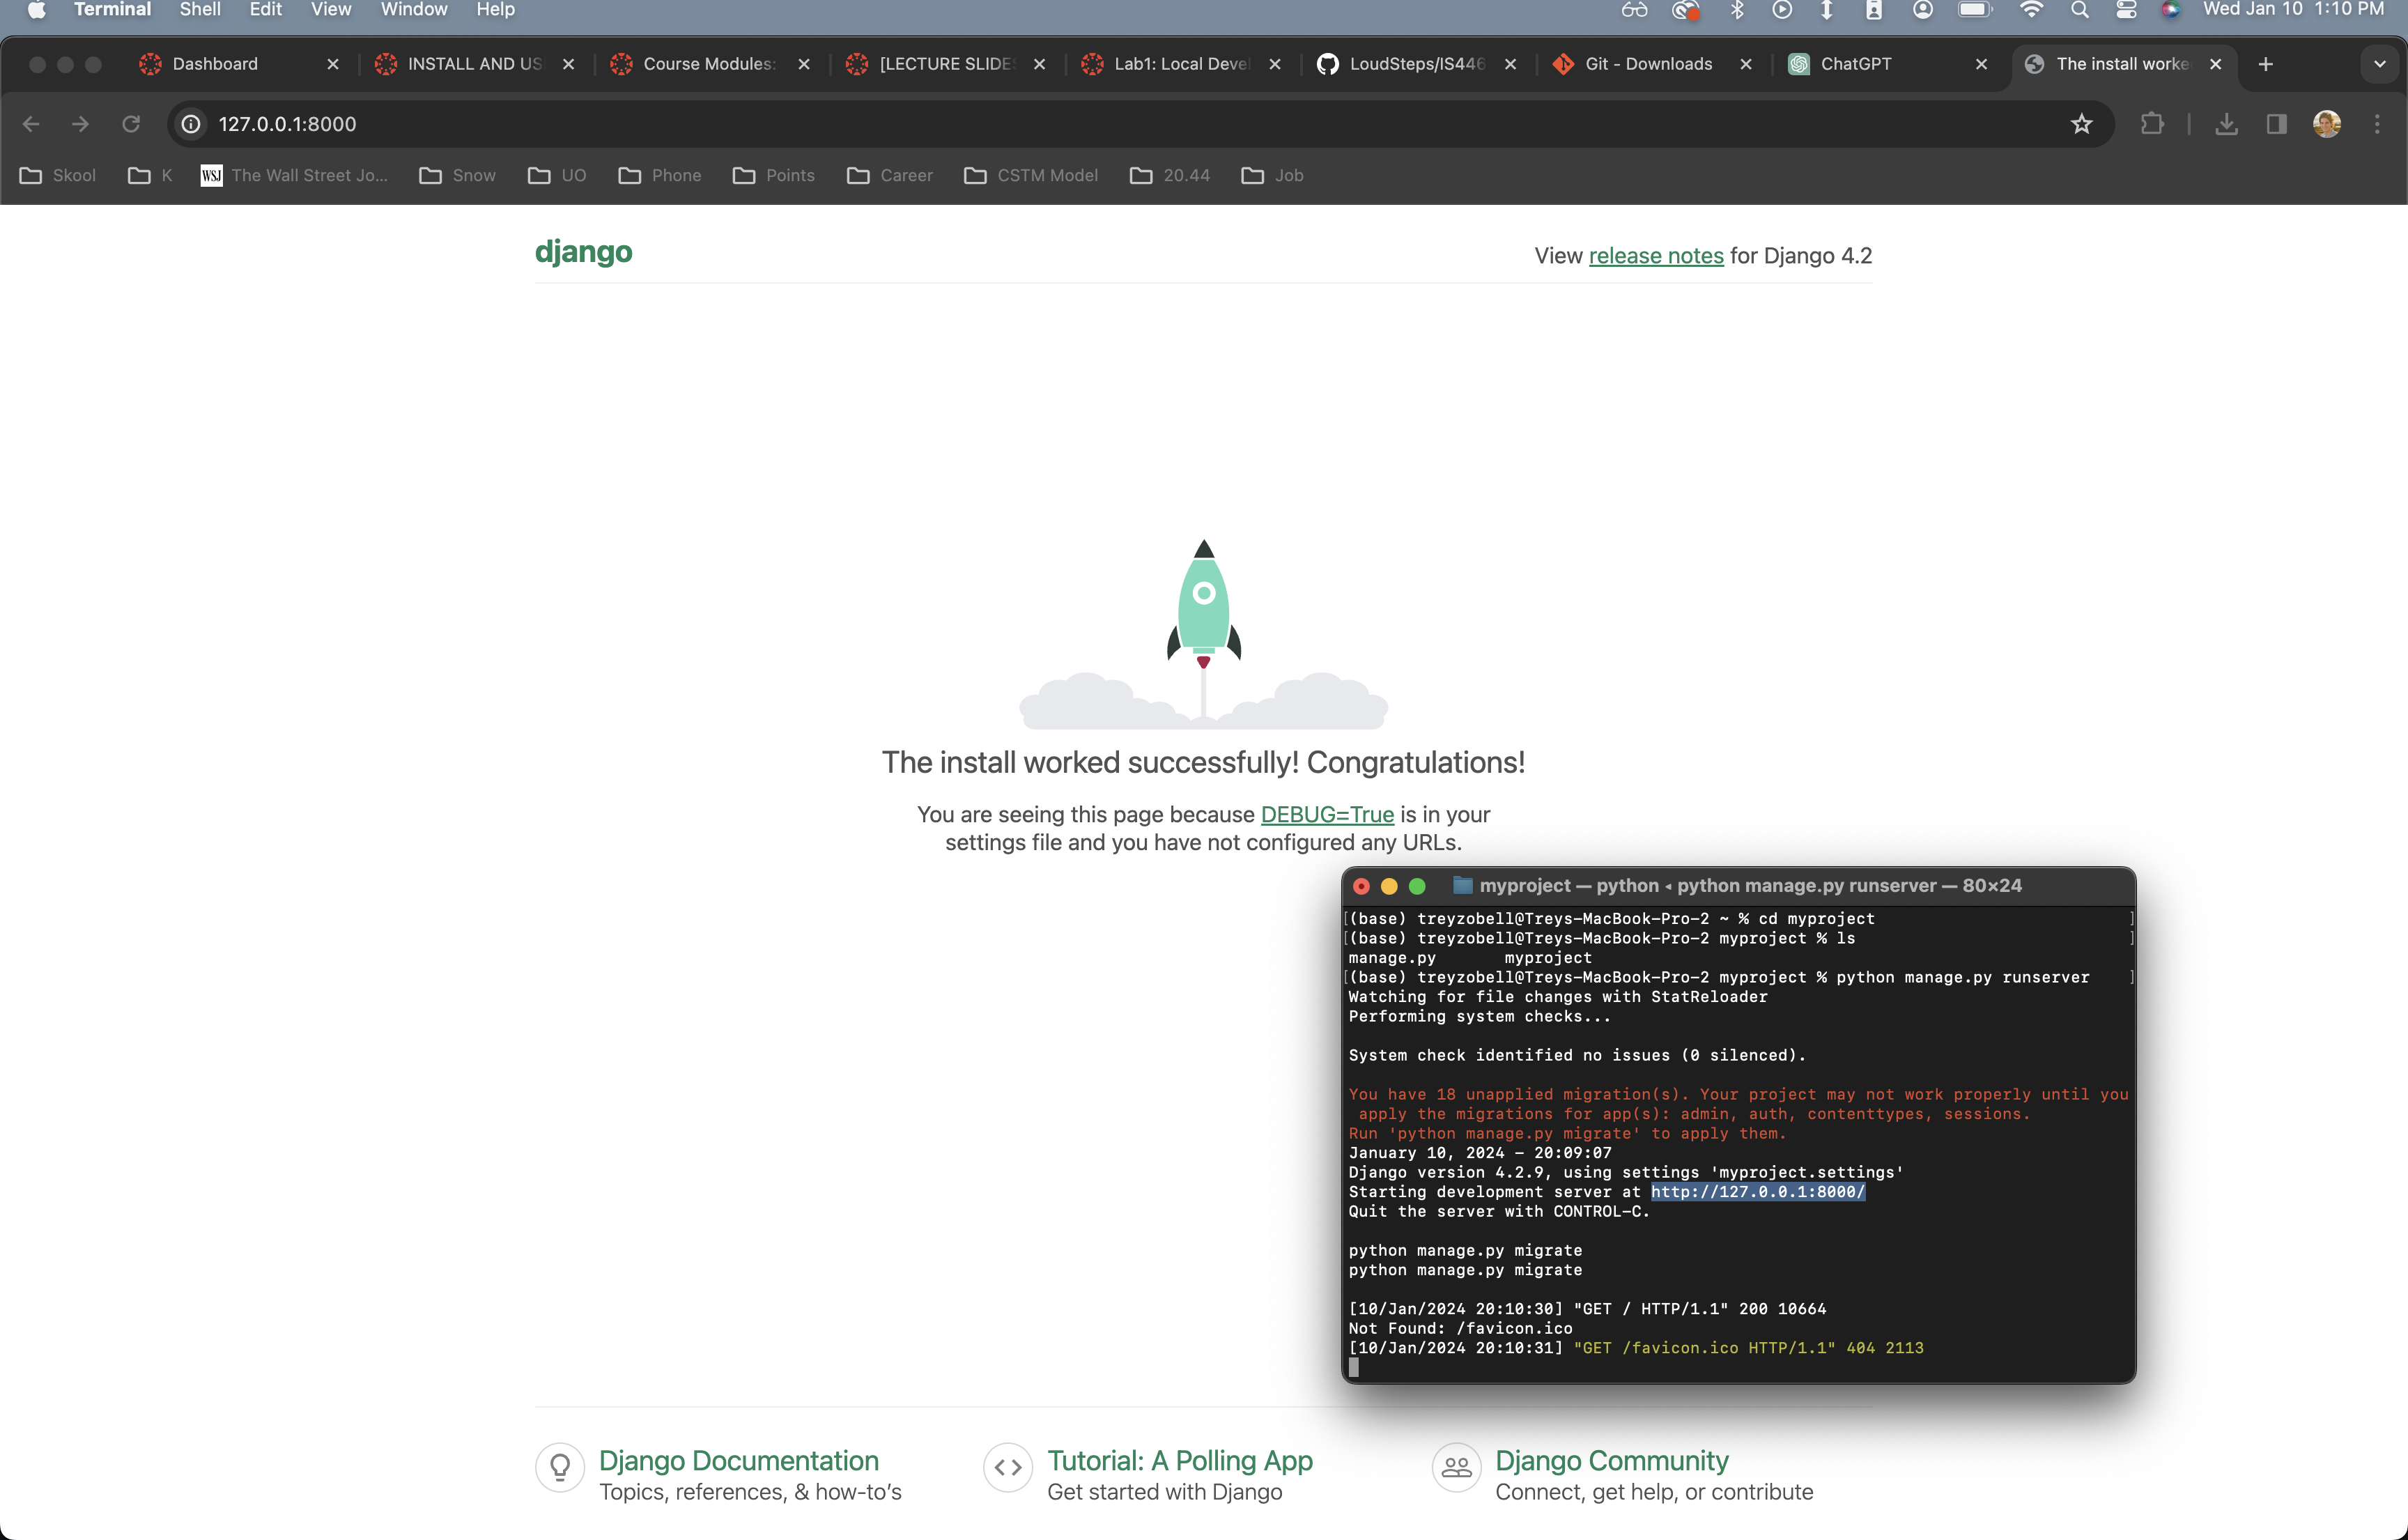 Terminal Shell Edit View Window Help Wed Jan 10 1:10 PM
Dashboard INSTALL AND US Course Modules: [LECTURE SLIDES Lab1: Local Devel LoudSteps/IS446 Git - Downloads ChatGPT The install worke
127.0.0.1:8000
Skool K WSJ The Wall Street Jo... Snow UO Phone Points Career CSTM Model 20.44 Job
django View release notes for Django 4.2
The install worked successfully! Congratulations!
You are seeing this page because DEBUG=True is in your
settings file and you have not configured any URLs.
myproject — python ◂ python manage.py runserver — 80×24
[(base) treyzobell@Treys-MacBook-Pro-2 ~ % cd myproject ]
[(base) treyzobell@Treys-MacBook-Pro-2 myproject % ls ]
manage.py myproject
[(base) treyzobell@Treys-MacBook-Pro-2 myproject % python manage.py runserver ]
Watching for file changes with StatReloader
Performing system checks...
System check identified no issues (0 silenced).
You have 18 unapplied migration(s). Your project may not work properly until you
apply the migrations for app(s): admin, auth, contenttypes, sessions.
Run 'python manage.py migrate' to apply them.
January 10, 2024 - 20:09:07
Django version 4.2.9, using settings 'myproject.settings'
Starting development server at http://127.0.0.1:8000/
Quit the server with CONTROL-C.
python manage.py migrate
python manage.py migrate
[10/Jan/2024 20:10:30] "GET / HTTP/1.1" 200 10664
Not Found: /favicon.ico
[10/Jan/2024 20:10:31] "GET /favicon.ico HTTP/1.1" 404 2113
Django Documentation Tutorial: A Polling App Django Community
Topics, references, & how-to's Get started with Django Connect, get help, or contribute